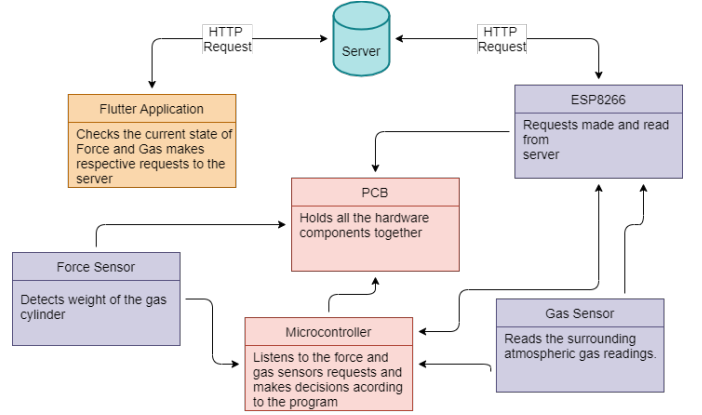 HTTP
Request
Server
HTTP
Request
Flutter Application
Checks the current state of
Force and Gas makes
respective requests to the
server
ESP8266
Requests made and read
from
server
PCB
Holds all the hardware
components together
Force Sensor
Detects weight of the gas
cylinder
Microcontroller
Listens to the force and
gas sensors requests and
makes decisions acording
to the program
Gas Sensor
Reads the surrounding
atmospheric gas readings.